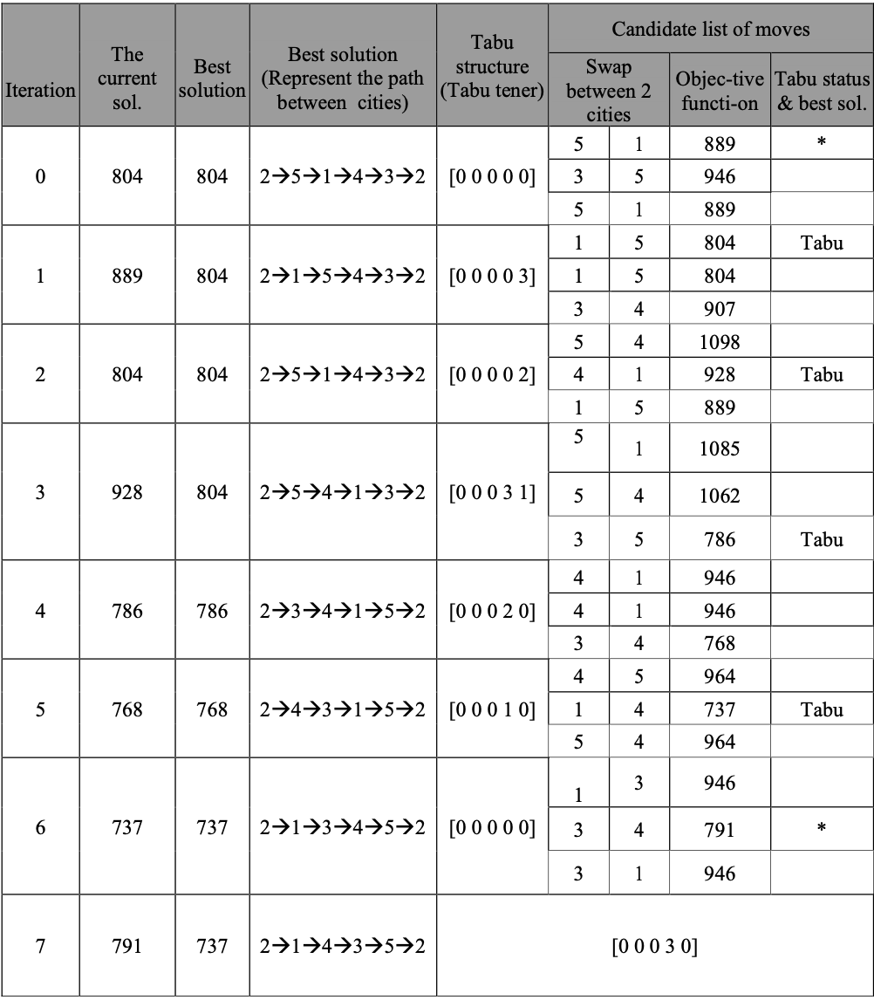 Iteration
The
current
sol.
Best
solution
Best solution
(Represent the path
between cities)
Tabu
structure
(Tabu tener)
Candidate list of moves
Swap
between 2
cities
Objec-tive
functi-on
Tabu status
& best sol.
0 804 804 2→5→1→4→3→2 [0 0 0 0 0]
5 1 889 *
3 5 946
5 1 889
1 889 804 2→1→5→4→3→2 [0 0 0 0 3]
1 5 804 Tabu
1 5 804
3 4 907
2 804 804 2→5→1→4→3→2 [0 0 0 0 2]
5 4 1098
4 1 928 Tabu
1 5 889
3 928 804 2→5→4→1→3→2 [0 0 0 3 1]
5 1 1085
5 4 1062
3 5 786 Tabu
4 786 786 2→3→4→1→5→2 [0 0 0 2 0]
4 1 946
4 1 946
3 4 768
5 768 768 2→4→3→1→5→2 [0 0 0 1 0]
4 5 964
1 4 737 Tabu
5 4 964
6 737 737 2→1→3→4→5→2 [0 0 0 0 0]
1 3 946
3 4 791 *
3 1 946
7 791 737 2→1→4→3→5→2 [0 0 0 3 0]